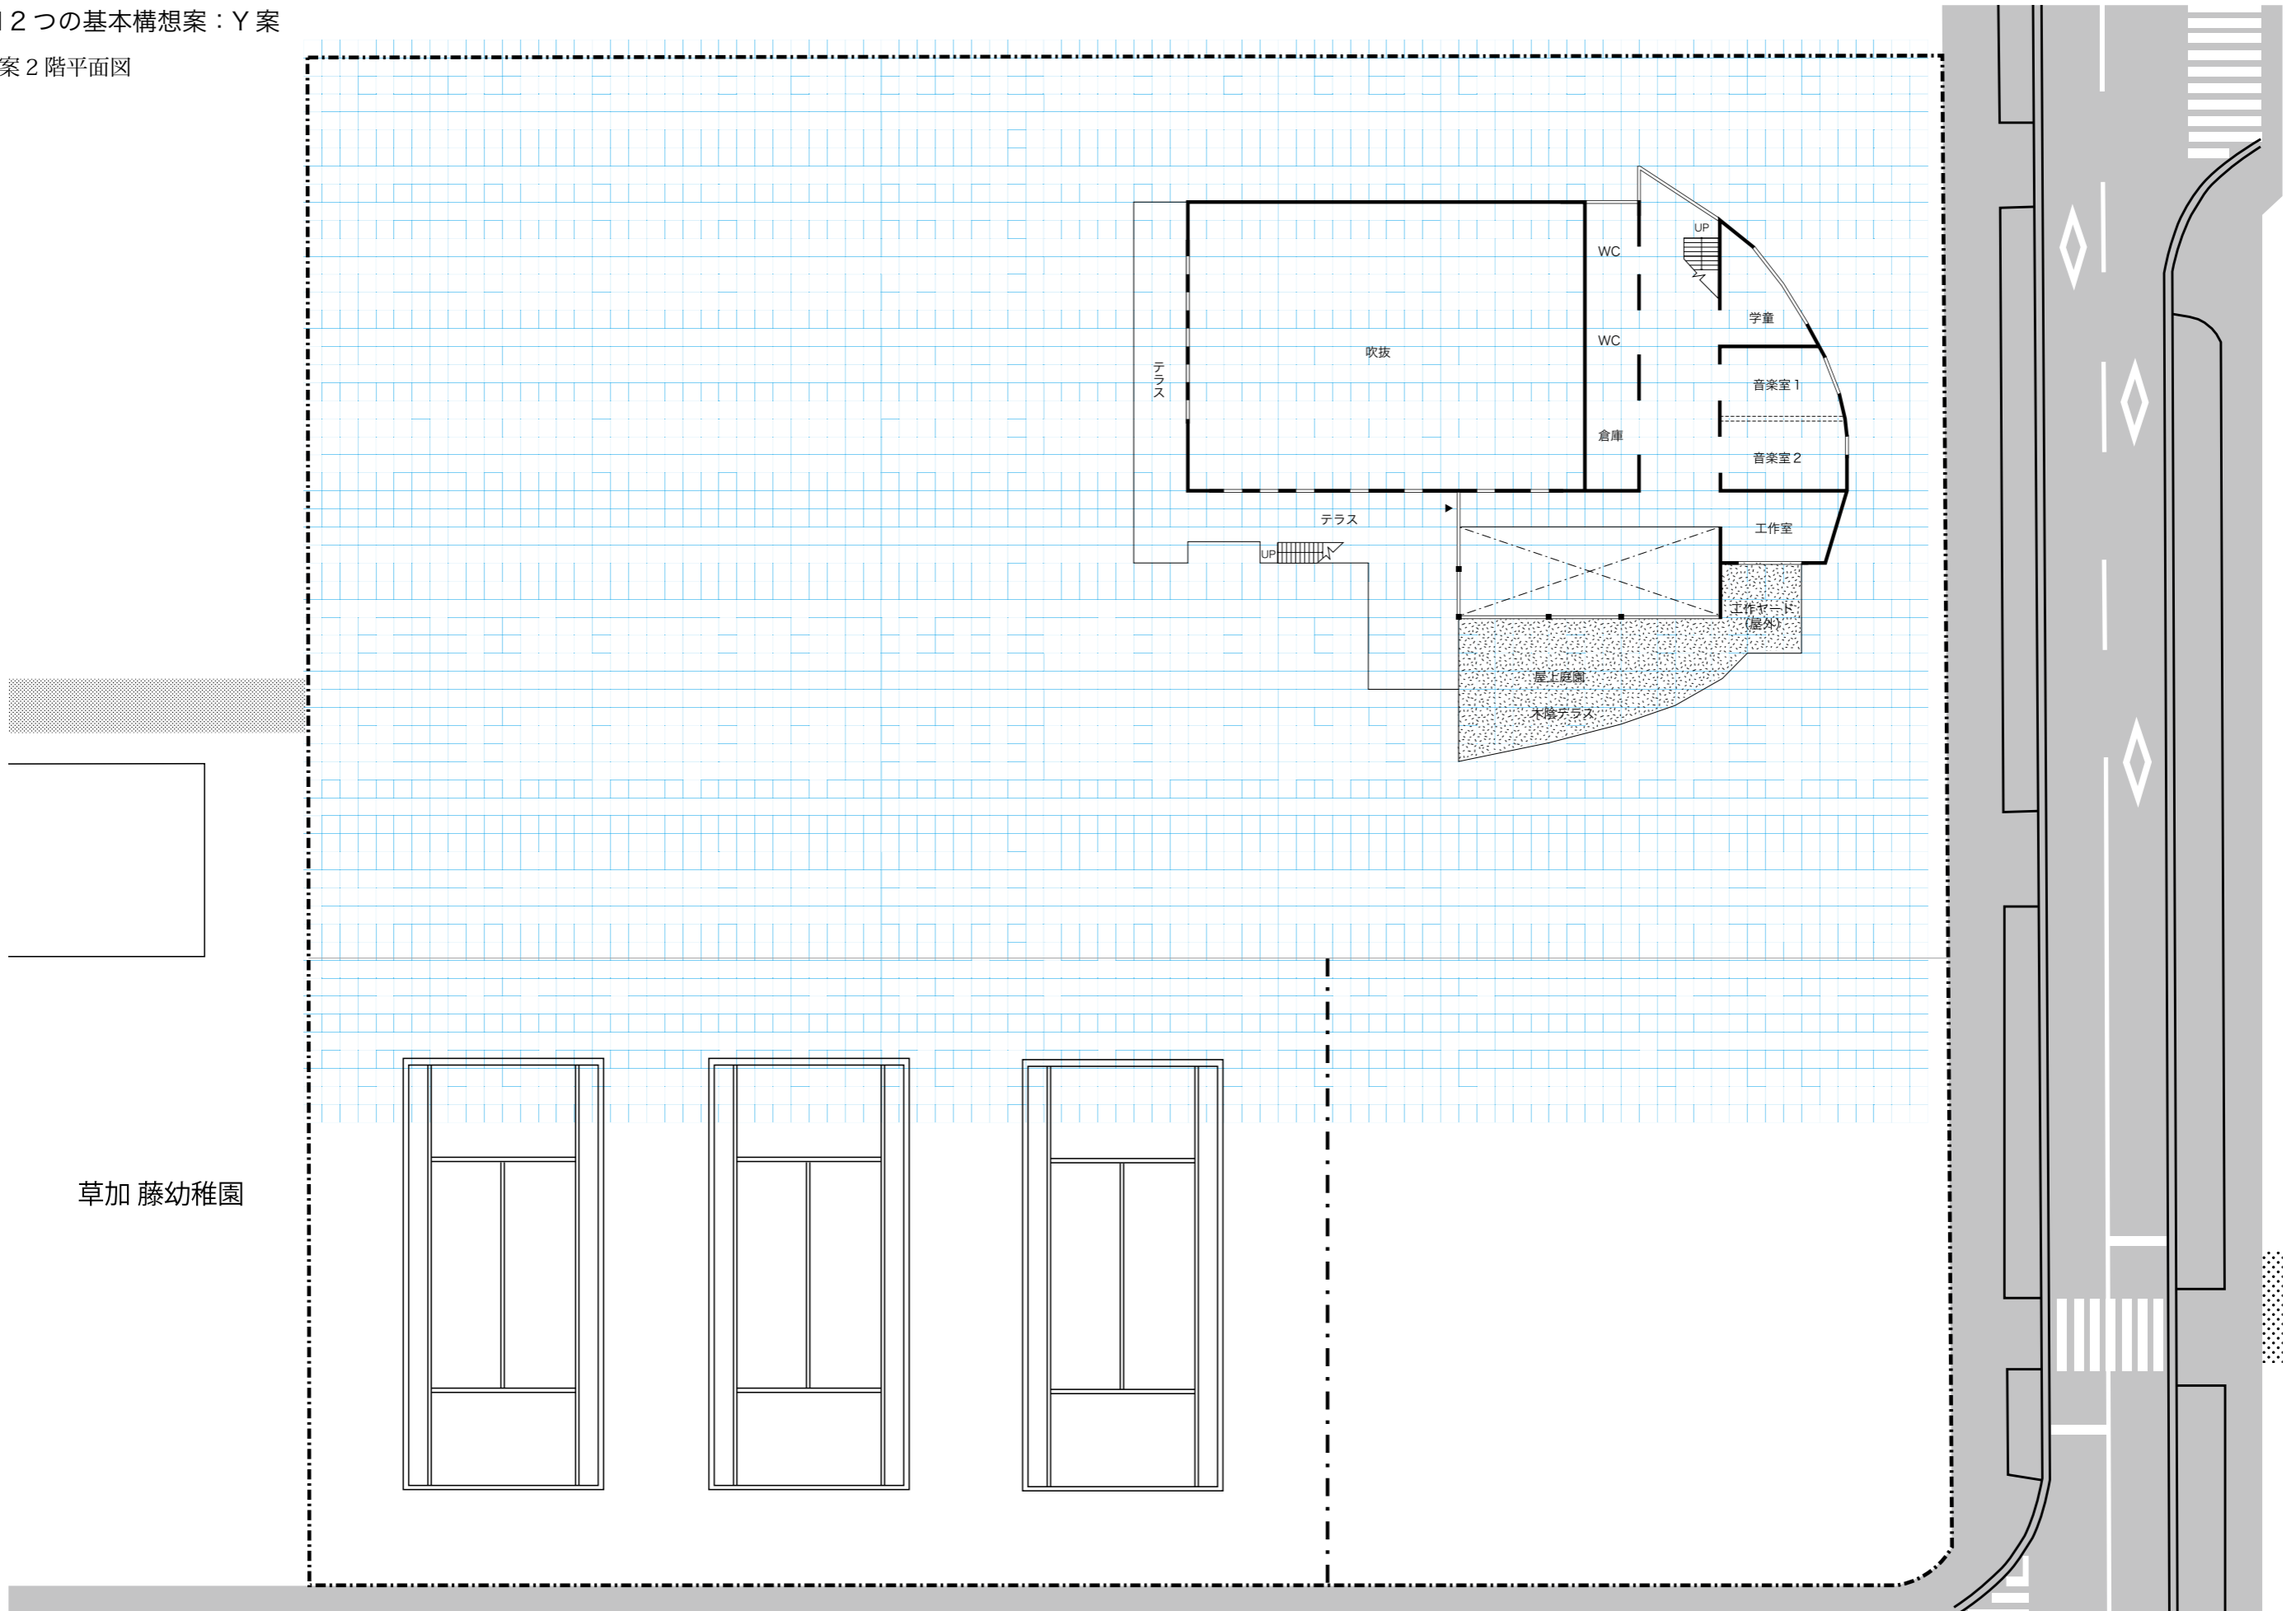 ２つの基本構想案：Y 案
案 2 階平面図
UP
WC
学童
WC
吹抜
テラス
音楽室 1
倉庫
音楽室 2
テラス
工作室
UP
工作ヤード
（屋外）
屋上庭園
木陰テラス
草加 藤幼稚園